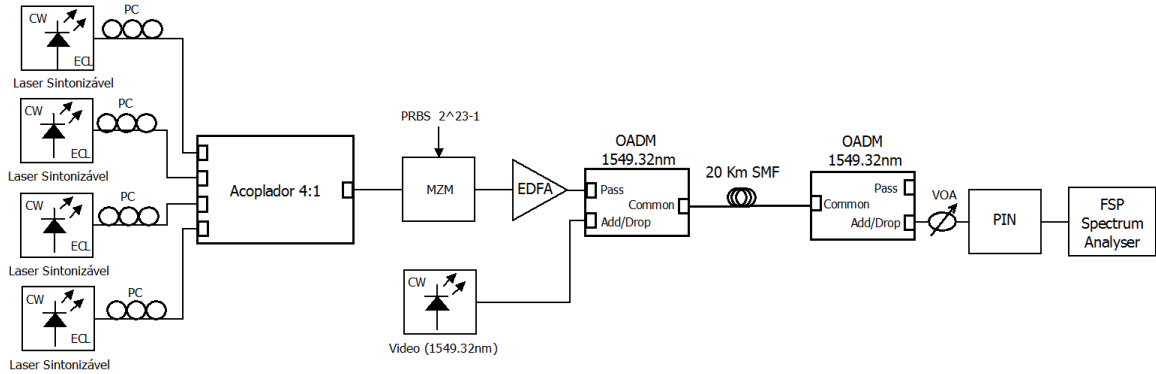 CW
PC
ECL
Laser Sintonizável
CW
PC
ECL
Laser Sintonizável
CW
PC
ECL
Laser Sintonizável
CW
PC
ECL
Laser Sintonizável
Acoplador 4:1
PRBS 2^23-1
MZM
EDFA
OADM
1549.32nm
Pass
Common
Add/Drop
CW
Video (1549.32nm)
20 Km SMF
OADM
1549.32nm
Pass
Common
Add/Drop
VOA
PIN
FSP
Spectrum
Analyser